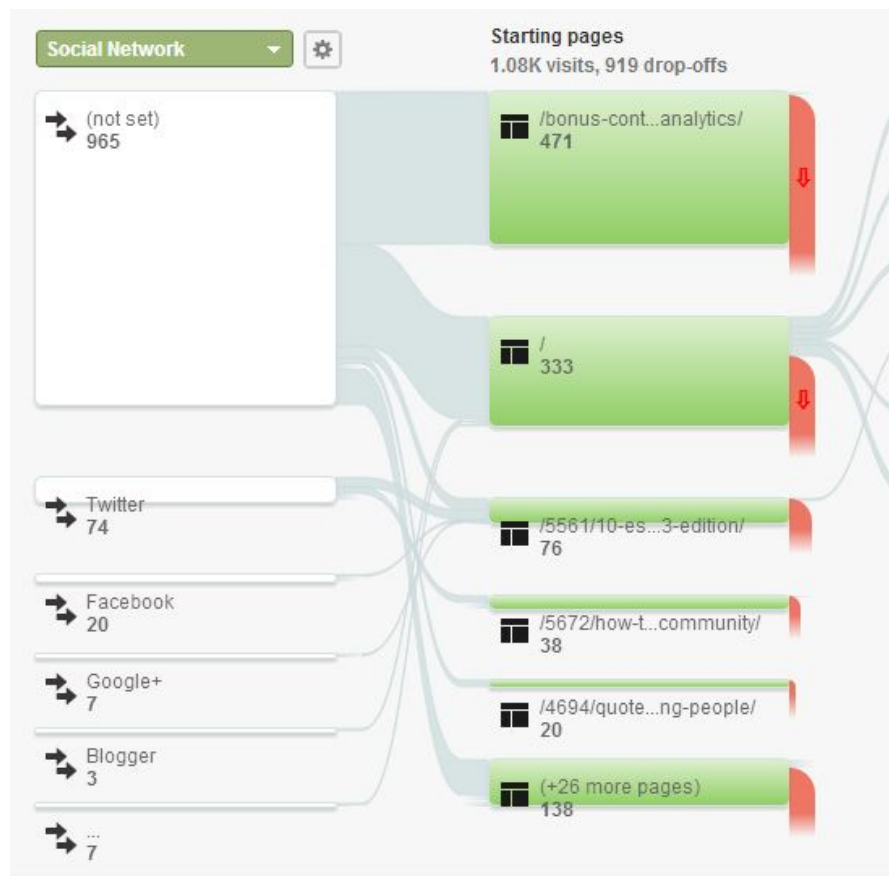 Social Network
Starting pages
1.08K visits, 919 drop-offs
(not set)
965
/bonus-cont...analytics/
471
/
333
Twitter
74
/5561/10-es...3-edition/
76
Facebook
20
/5672/how-t...community/
38
Google+
7
/4694/quote...ng-people/
20
Blogger
3
(+26 more pages)
138
...
7